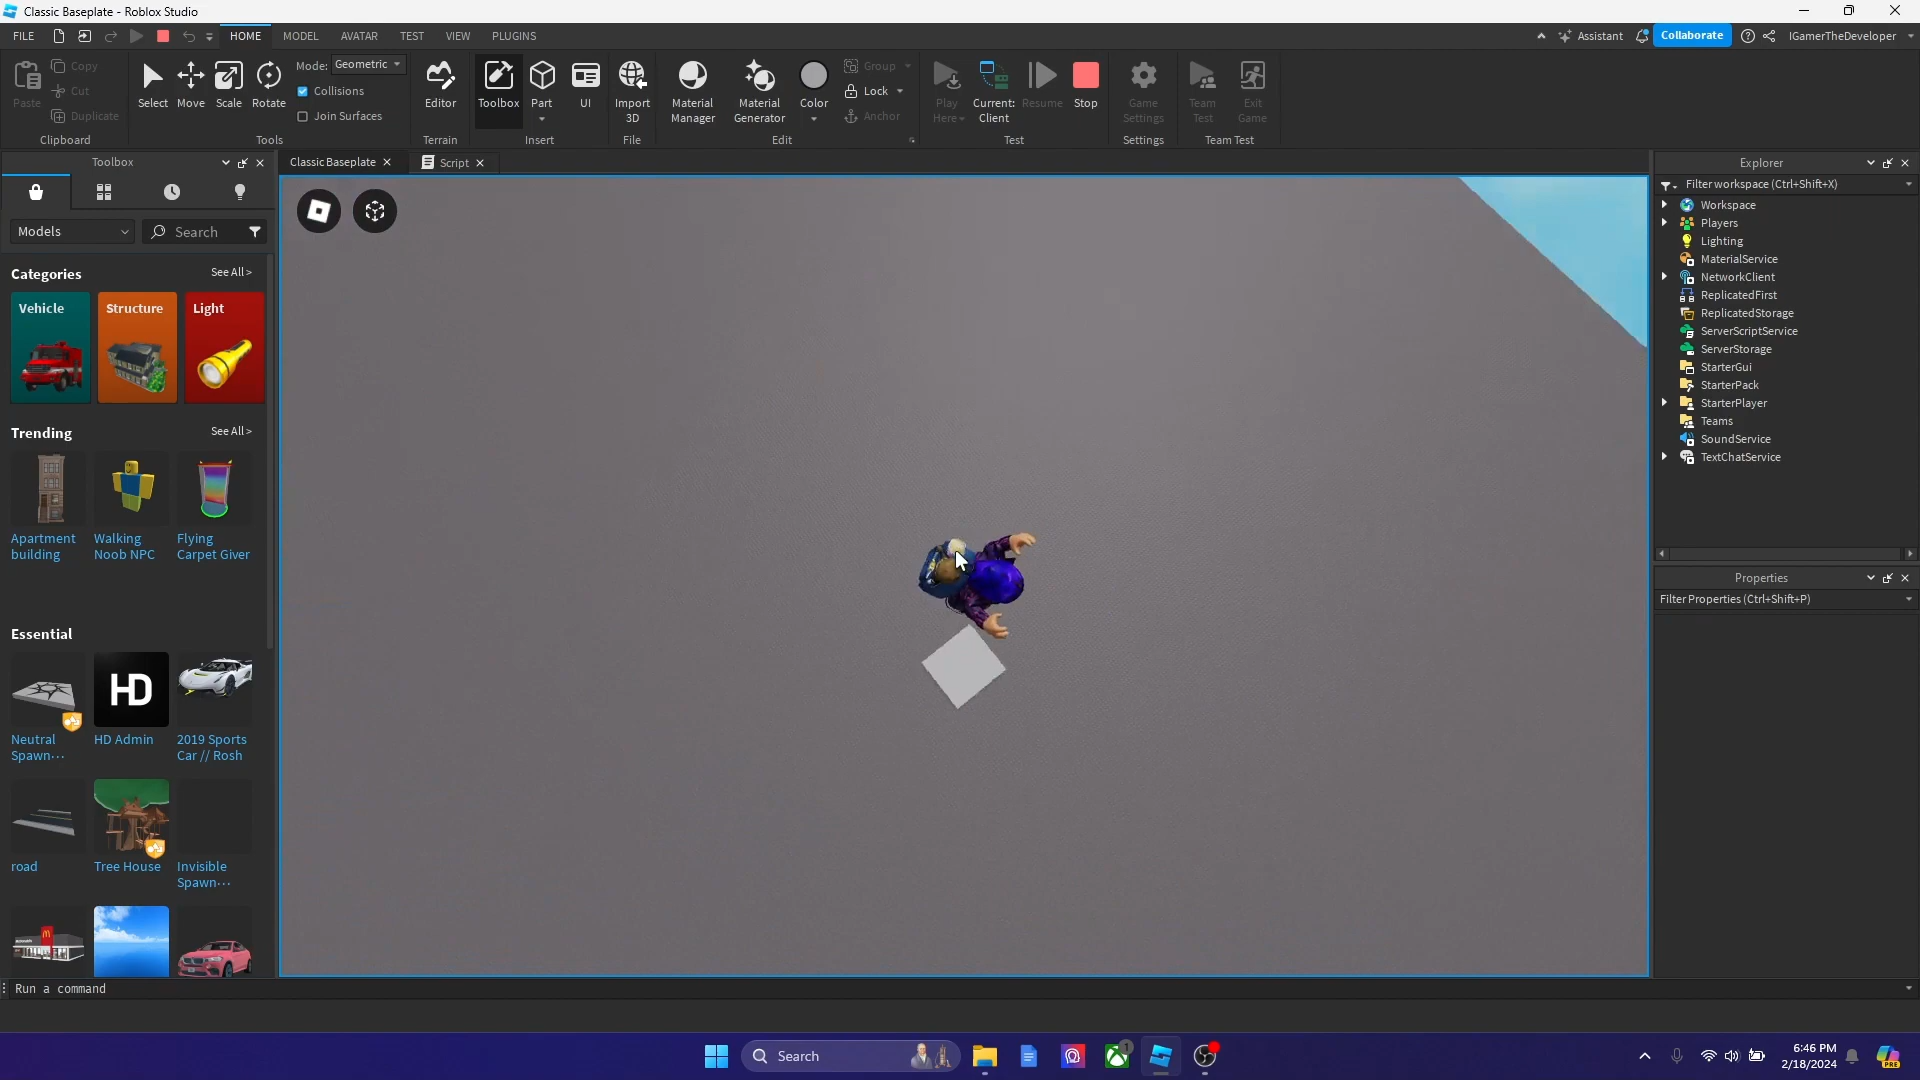 Classic Baseplate - Roblox Studio
FILE HOME MODEL AVATAR TEST VIEW PLUGINS Assistant Collaborate IGamerTheDeveloper
Paste Copy Cut Duplicate
Clipboard
Select Move Scale Rotate
Mode: Geometric
Collisions
Join Surfaces
Tools
Editor
Terrain
Toolbox Part UI
Insert
Import
3D
File
Material
Manager
Material
Generator
Color
Group
Lock
Anchor
Edit
Play
Here
Current:
Client
Resume Stop
Test
Game
Settings
Settings
Team
Test
Exit
Game
Team Test
Toolbox
Models
Search
Categories See All >
Vehicle Structure Light
Trending See All >
Apartment
building
Walking
Noob NPC
Flying
Carpet Giver
Essential
HD
Neutral
Spawn···
HD Admin
2019 Sports
Car // Rosh
road
Tree House
Invisible
Spawn···
Classic Baseplate Script
Explorer
Filter workspace (Ctrl+Shift+X)
Workspace
Players
Lighting
MaterialService
NetworkClient
ReplicatedFirst
ReplicatedStorage
ServerScriptService
ServerStorage
StarterGui
StarterPack
StarterPlayer
Teams
SoundService
TextChatService
Properties
Filter Properties (Ctrl+Shift+P)
Run a command
Search
1
6:46 PM
2/18/2024
PRE